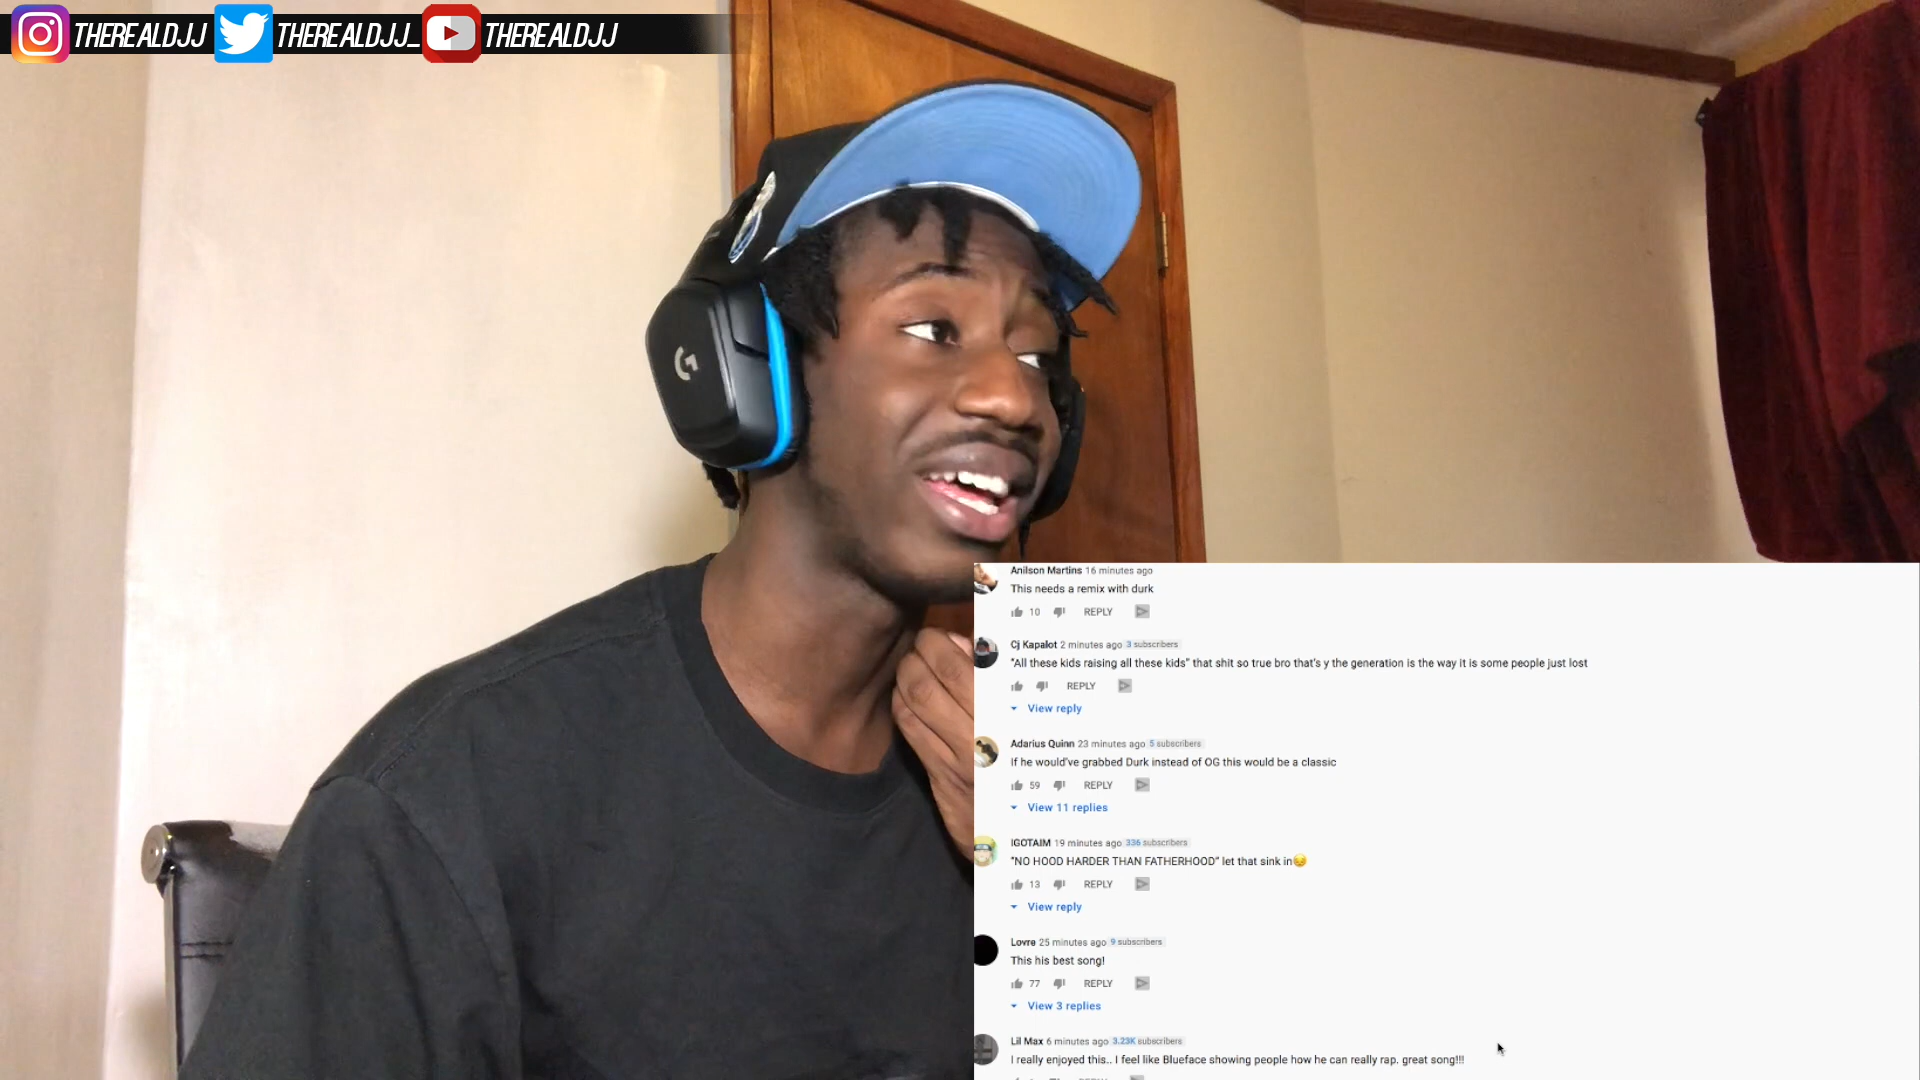 THEREALDJJ THEREALDJJ_ THEREALDJJ
Anilson Martins 16 minutes ago
This needs a remix with durk
10 REPLY
Cj Kapalot 2 minutes ago 3 subscribers
"All these kids raising all these kids" that shit so true bro that's y the generation is the way it is some people just lost
REPLY
View reply
Adarius Quinn 23 minutes ago 5 subscribers
If he would've grabbed Durk instead of OG this would be a classic
59 REPLY
View 11 replies
IGOTAIM 19 minutes ago 336 subscribers
"NO HOOD HARDER THAN FATHERHOOD" let that sink in😔
13 REPLY
View reply
Lovre 25 minutes ago 9 subscribers
This his best song!
77 REPLY
View 3 replies
Lil Max 6 minutes ago 3.23K subscribers
I really enjoyed this.. I feel like Blueface showing people how he can really rap. great song!!!